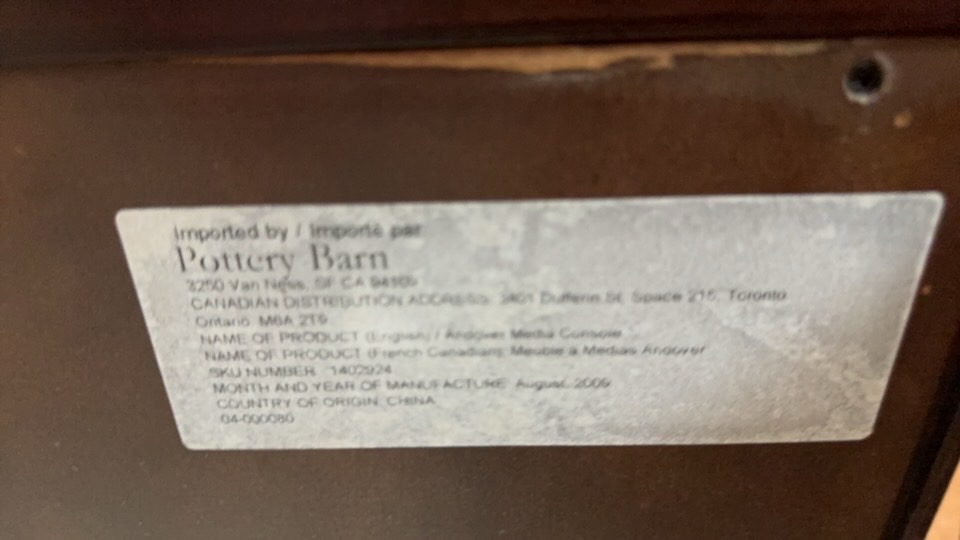 Imported by / Importé par
Pottery Barn
3250 Van Ness, SF CA 94109
CANADIAN DISTRIBUTION ADDRESS: 3401 Dufferin St, Space 215, Toronto
Ontario M6A 2T9
NAME OF PRODUCT (English) / Andover Media Console
NAME OF PRODUCT (French Canadian) Meuble a Medias Andover
SKU NUMBER 1402924
MONTH AND YEAR OF MANUFACTURE August,
COUNTRY OF ORIGIN: CHINA
04-000080